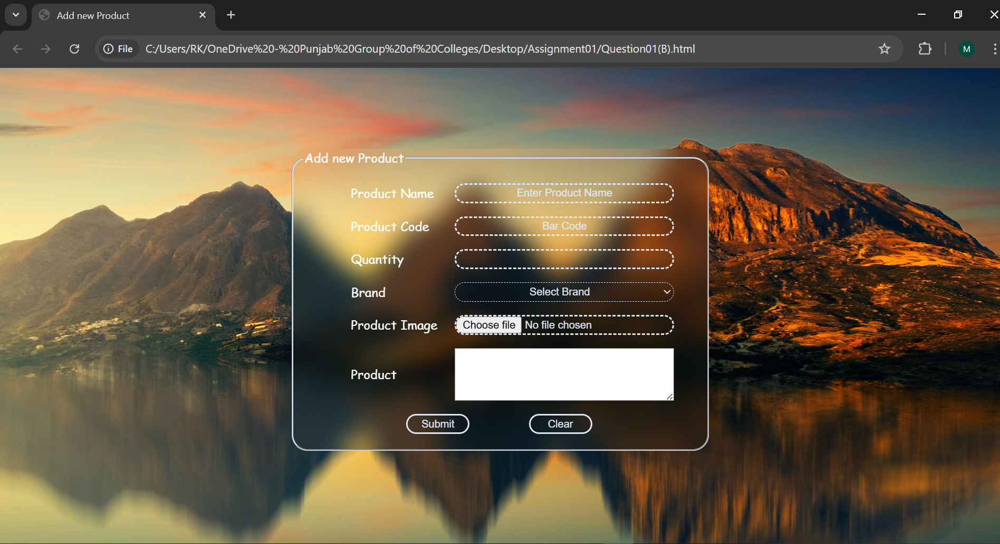 Add new Product
File
C:/Users/RK/OneDrive%20-%20Punjab%20Group%20of%20Colleges/Desktop/Assignment01/Question01(B).html
M
Add new Product
Product Name
Enter Product Name
Product Code
Bar Code
Quantity
Brand
Select Brand
Product Image
Choose file No file chosen
Product
Submit
Clear